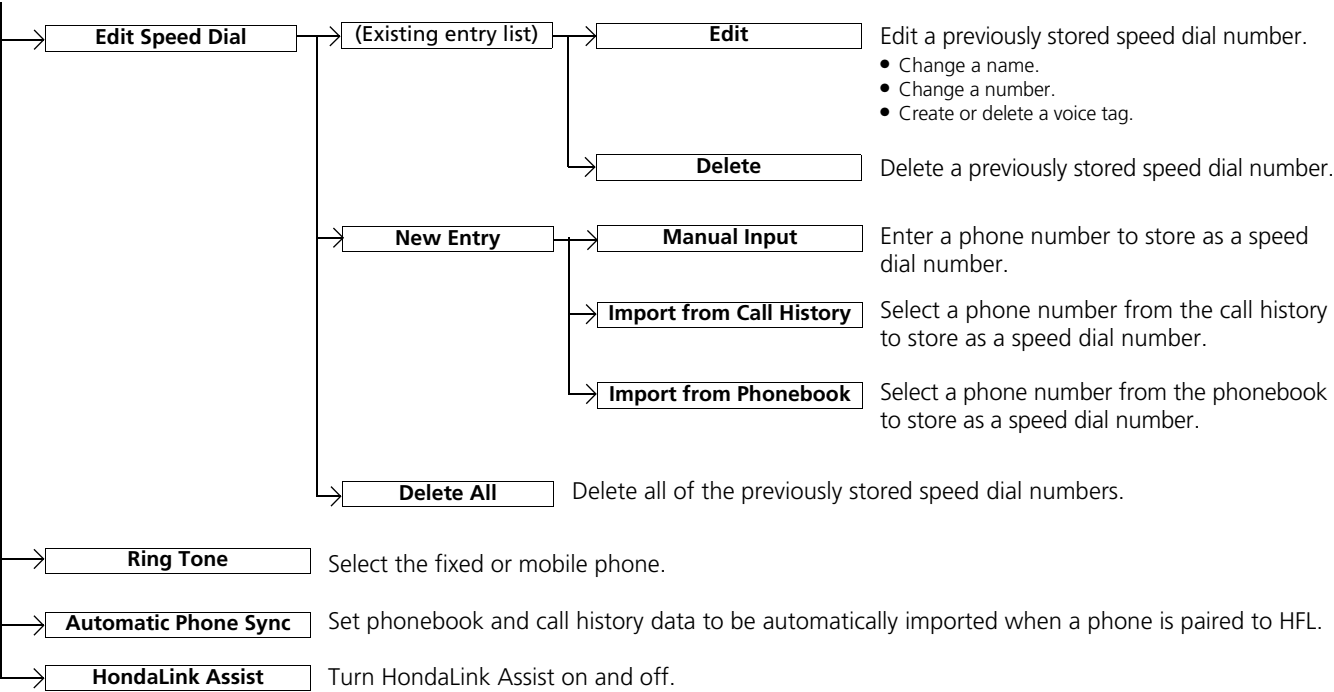 Edit Speed Dial
(Existing entry list)
Edit
Edit a previously stored speed dial number.
● Change a name.
● Change a number.
● Create or delete a voice tag.
Delete
Delete a previously stored speed dial number.
New Entry
Manual Input
Enter a phone number to store as a speed
dial number.
Import from Call History
Select a phone number from the call history
to store as a speed dial number.
Import from Phonebook
Select a phone number from the phonebook
to store as a speed dial number.
Delete All
Delete all of the previously stored speed dial numbers.
Ring Tone
Select the fixed or mobile phone.
Automatic Phone Sync
Set phonebook and call history data to be automatically imported when a phone is paired to HFL.
HondaLink Assist
Turn HondaLink Assist on and off.